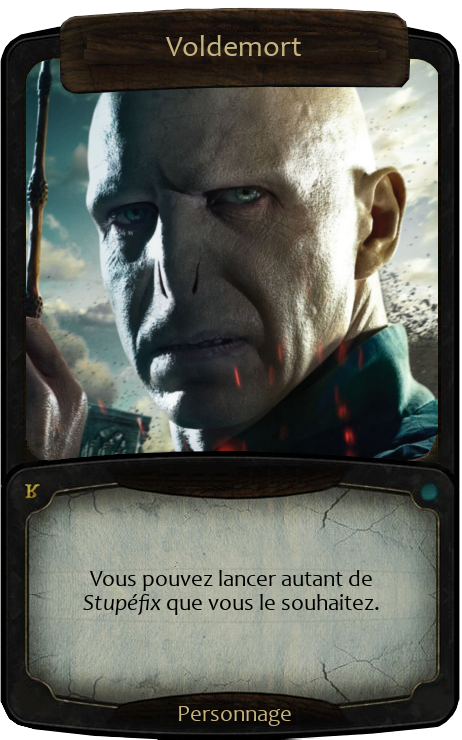 Voldemort
Vous pouvez lancer autant de
Stupéfix que vous le souhaitez.
Personnage